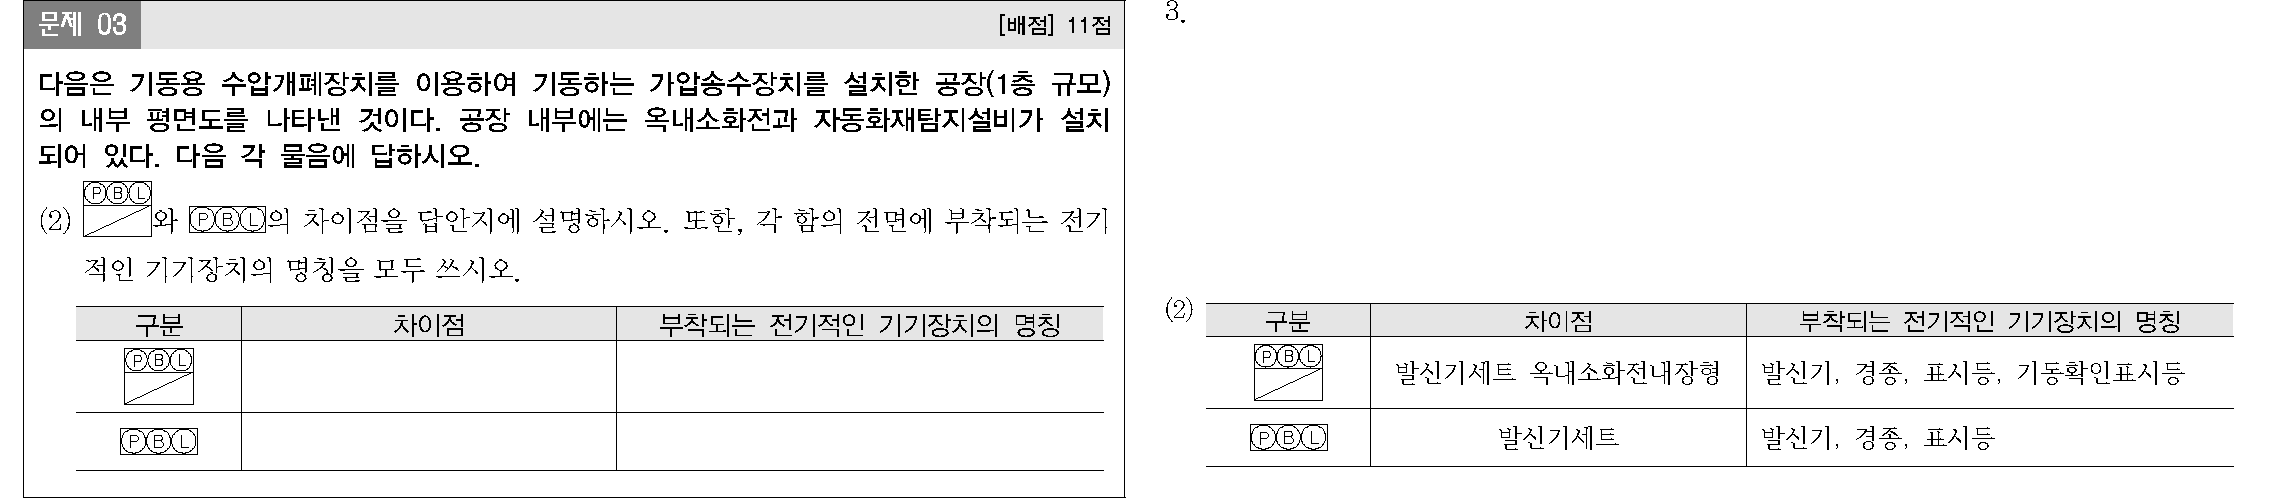 문제 03
[배점] 11점
다음은 기동용 수압개폐장치를 이용하여 기동하는 가압송수장치를 설치한 공장(1층 규모)
의 내부 평면도를 나타낸 것이다. 공장 내부에는 옥내소화전과 자동화재탐지설비가 설치
되어 있다. 다음 각 물음에 답하시오.
(2) ⓅⒷⓁ와 ⓅⒷⓁ의 차이점을 답안지에 설명하시오. 또한, 각 함의 전면에 부착되는 전기
적인 기기장치의 명칭을 모두 쓰시오.
구분 차이점 부착되는 전기적인 기기장치의 명칭
ⓅⒷⓁ
ⓅⒷⓁ
3.
(2)
구분 차이점 부착되는 전기적인 기기장치의 명칭
ⓅⒷⓁ 발신기세트 옥내소화전내장형 발신기, 경종, 표시등, 기동확인표시등
ⓅⒷⓁ 발신기세트 발신기, 경종, 표시등